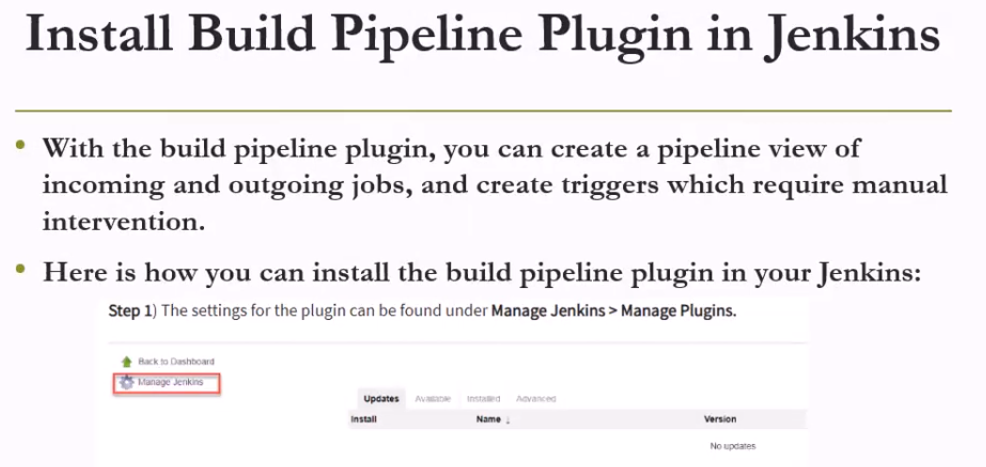 Install Build Pipeline Plugin in Jenkins
• With the build pipeline plugin, you can create a pipeline view of
incoming and outgoing jobs, and create triggers which require manual
intervention.
• Here is how you can install the build pipeline plugin in your Jenkins:
Step 1) The settings for the plugin can be found under Manage Jenkins > Manage Plugins.
Back to Dashboard
Manage Jenkins
Updates Available Installed Advanced
Install Name ↓ Version
No updates